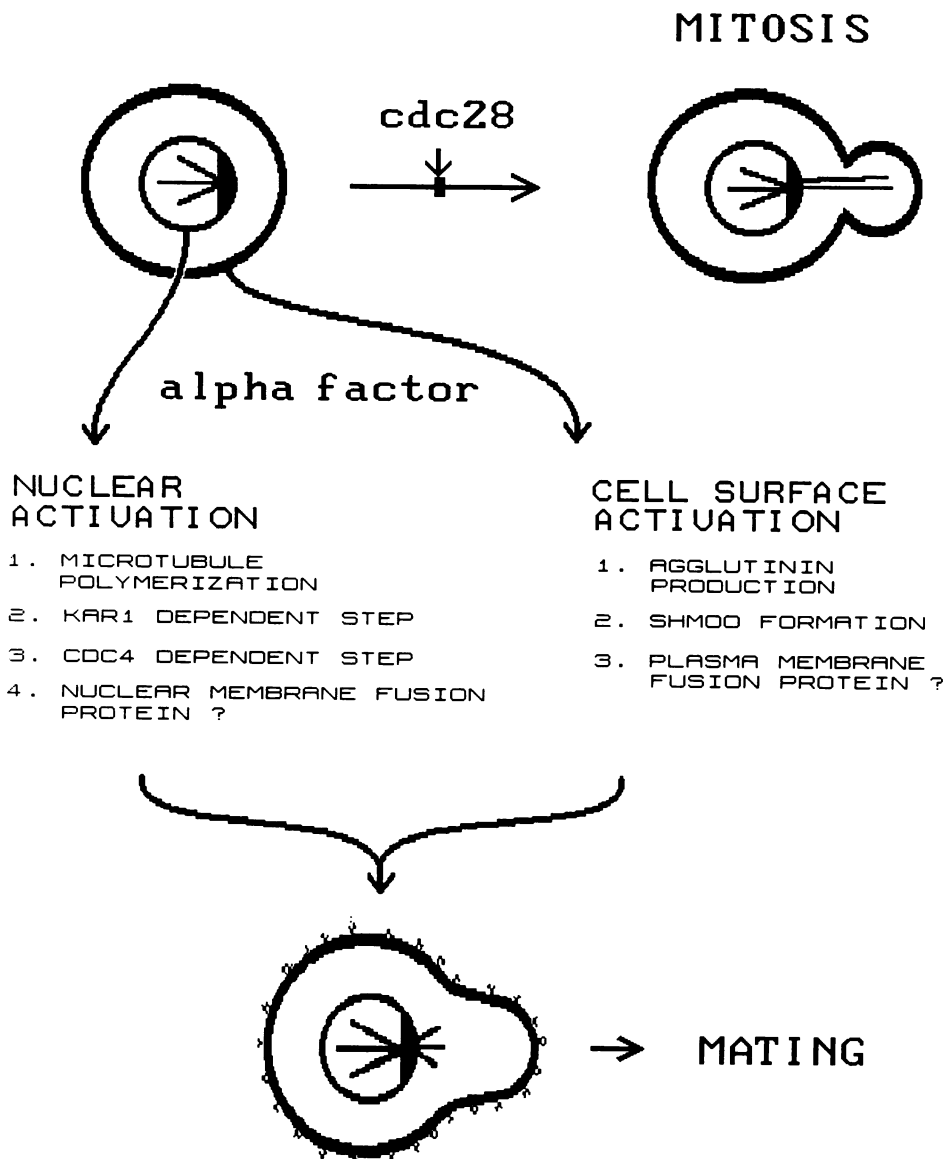 MITOSIS
cdc28
alpha factor
NUCLEAR
ACTIVATION
1. MICROTUBULE
POLYMERIZATION
2. KAR1 DEPENDENT STEP
3. CDC4 DEPENDENT STEP
4. NUCLEAR MEMBRANE FUSION
PROTEIN ?
CELL SURFACE
ACTIVATION
1. AGGLUTININ
PRODUCTION
2. SHMOO FORMATION
3. PLASMA MEMBRANE
FUSION PROTEIN ?
MATING